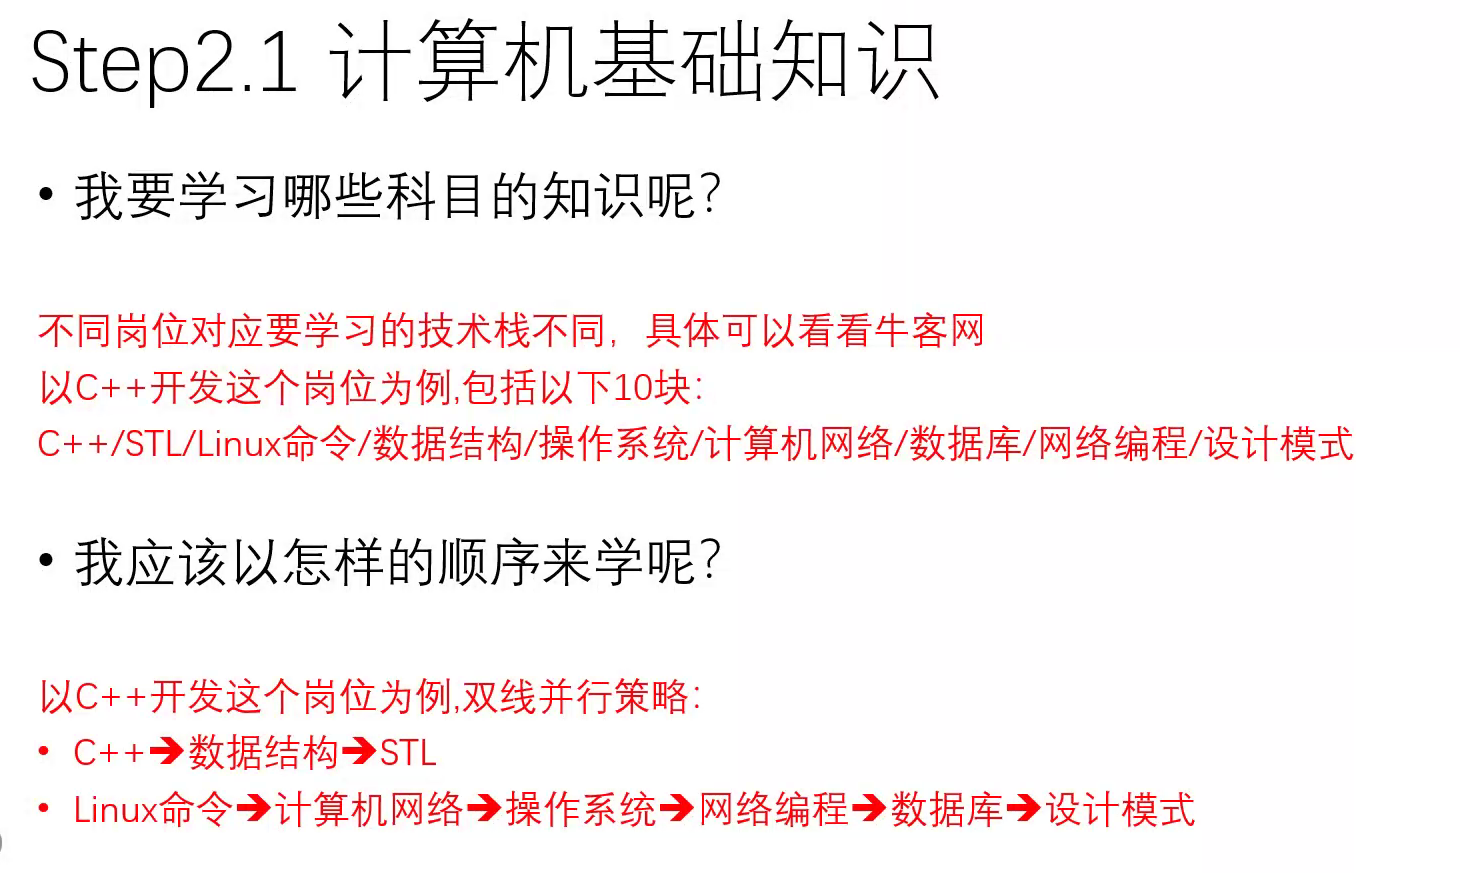 Step2.1 计算机基础知识
• 我要学习哪些科目的知识呢？
不同岗位对应要学习的技术栈不同，具体可以看看牛客网
以C++开发这个岗位为例,包括以下10块：
C++/STL/Linux命令/数据结构/操作系统/计算机网络/数据库/网络编程/设计模式
• 我应该以怎样的顺序来学呢？
以C++开发这个岗位为例,双线并行策略：
• C++➔数据结构➔STL
• Linux命令➔计算机网络➔操作系统➔网络编程➔数据库➔设计模式